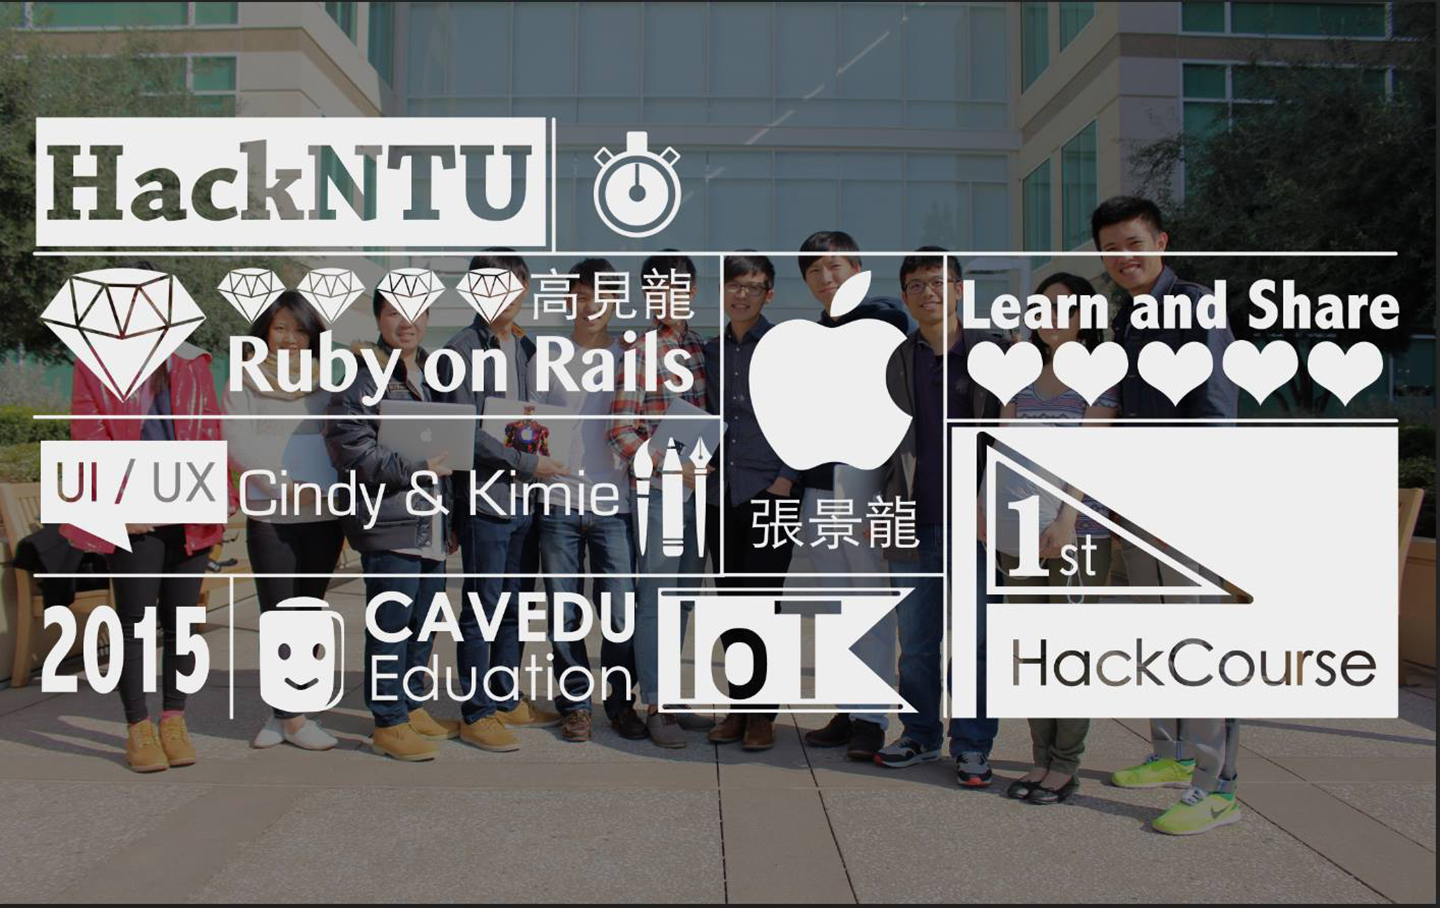 HackNTU
高見龍
Ruby on Rails
UI / UX
Cindy & Kimie
張景龍
Learn and Share
1st
HackCourse
2015
CAVEDU
Eduation
IoT